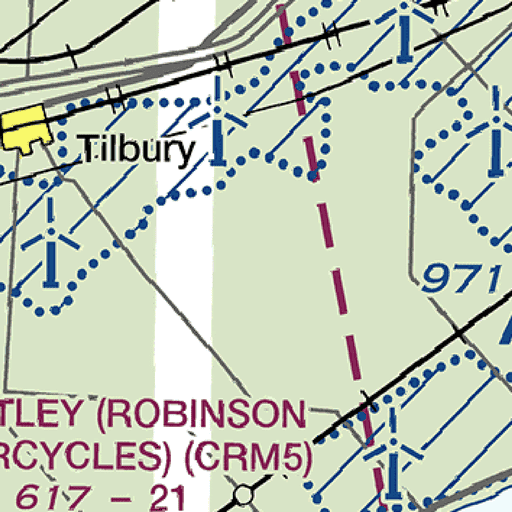 Tilbury
971
TLEY (ROBINSON
RCYCLES) (CRM5)
617 - 21